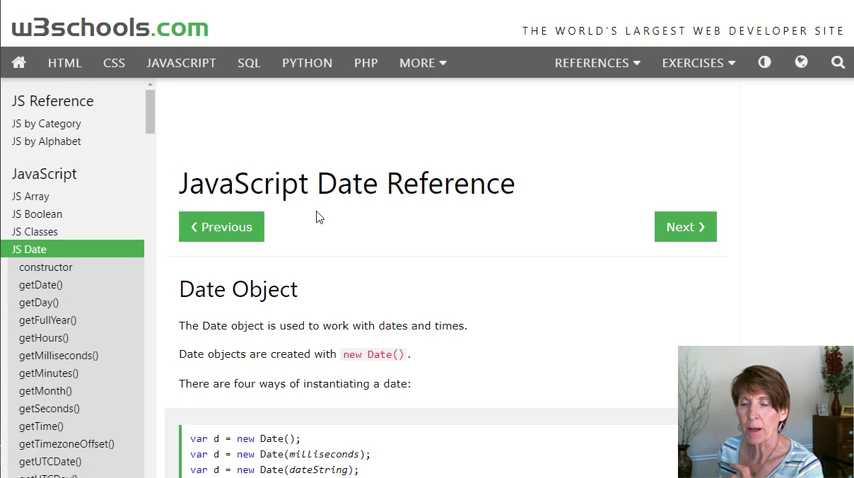 w3schools.com
THE WORLD'S LARGEST WEB DEVELOPER SITE
HTML CSS JAVASCRIPT SQL PYTHON PHP MORE REFERENCES EXERCISES
JS Reference
JS by Category
JS by Alphabet
JavaScript
JS Array
JS Boolean
JS Classes
JS Date
constructor
getDate()
getDay()
getFullYear()
getHours()
getMilliseconds()
getMinutes()
getMonth()
getSeconds()
getTime()
getTimezoneOffset()
getUTCDate()
getUTCDay()
JavaScript Date Reference
❮ Previous
Next ❯
Date Object
The Date object is used to work with dates and times.
Date objects are created with new Date().
There are four ways of instantiating a date:
var d = new Date();
var d = new Date(milliseconds);
var d = new Date(dateString);